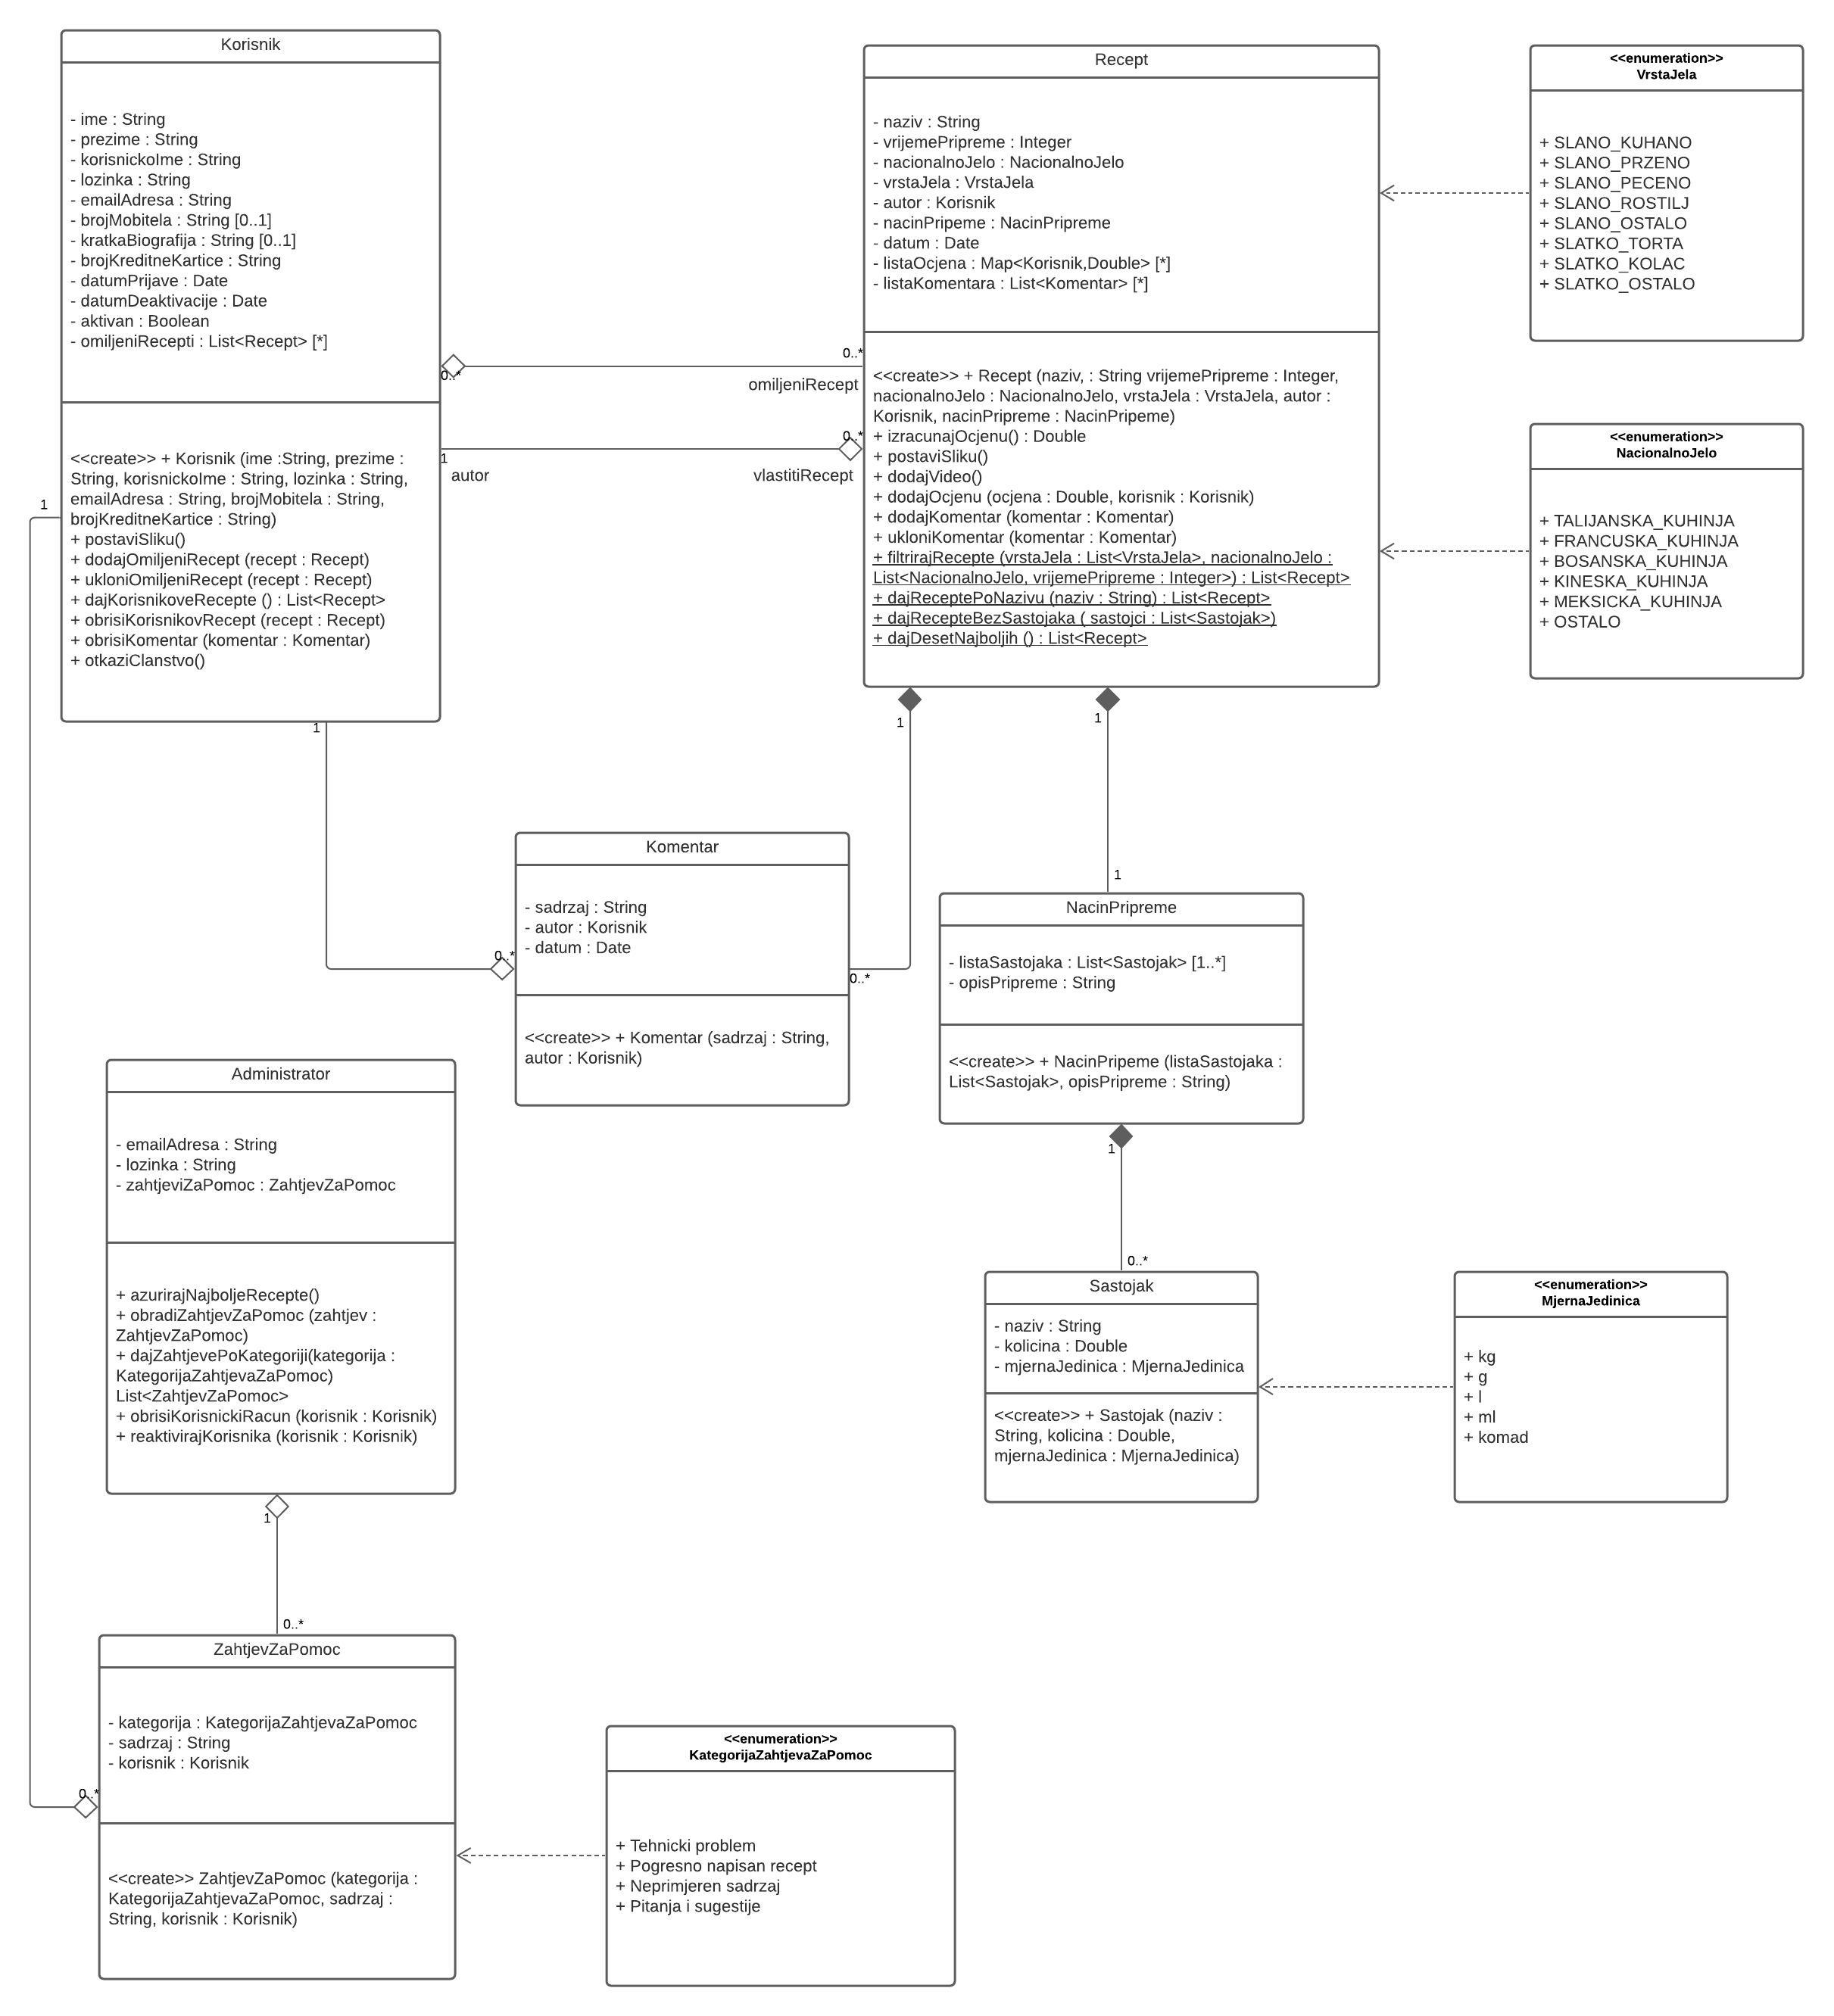 Korisnik
- ime : String
- prezime : String
- korisnickoIme : String
- lozinka : String
- emailAdresa : String
- brojMobitela : String [0..1]
- kratkaBiografija : String [0..1]
- brojKreditneKartice : String
- datumPrijave : Date
- datumDeaktivacije : Date
- aktivan : Boolean
- omiljeniRecepti : List<Recept> [*]
<<create>> + Korisnik (ime :String, prezime :
String, korisnickoIme : String, lozinka : String,
emailAdresa : String, brojMobitela : String,
brojKreditneKartice : String)
+ postaviSliku()
+ dodajOmiljeniRecept (recept : Recept)
+ ukloniOmiljeniRecept (recept : Recept)
+ dajKorisnikoveRecepte () : List<Recept>
+ obrisiKorisnikovRecept (recept : Recept)
+ obrisiKomentar (komentar : Komentar)
+ otkaziClanstvo()
0..*
0..*
omiljeniRecept
1
autor
0..*
vlastitiRecept
Recept
- naziv : String
- vrijemePripreme : Integer
- nacionalnoJelo : NacionalnoJelo
- vrstaJela : VrstaJela
- autor : Korisnik
- nacinPripeme : NacinPripreme
- datum : Date
- listaOcjena : Map<Korisnik,Double> [*]
- listaKomentara : List<Komentar> [*]
<<create>> + Recept (naziv, : String vrijemePripreme : Integer,
nacionalnoJelo : NacionalnoJelo, vrstaJela : VrstaJela, autor :
Korisnik, nacinPripreme : NacinPripeme)
+ izracunajOcjenu() : Double
+ postaviSliku()
+ dodajVideo()
+ dodajOcjenu (ocjena : Double, korisnik : Korisnik)
+ dodajKomentar (komentar : Komentar)
+ ukloniKomentar (komentar : Komentar)
+ filtrirajRecepte (vrstaJela : List<VrstaJela>, nacionalnoJelo :
List<NacionalnoJelo, vrijemePripreme : Integer>) : List<Recept>
+ dajReceptePoNazivu (naziv : String) : List<Recept>
+ dajRecepteBezSastojaka ( sastojci : List<Sastojak>)
+ dajDesetNajboljih () : List<Recept>
<<enumeration>>
VrstaJela
+ SLANO_KUHANO
+ SLANO_PRZENO
+ SLANO_PECENO
+ SLANO_ROSTILJ
+ SLANO_OSTALO
+ SLATKO_TORTA
+ SLATKO_KOLAC
+ SLATKO_OSTALO
<<enumeration>>
NacionalnoJelo
+ TALIJANSKA_KUHINJA
+ FRANCUSKA_KUHINJA
+ BOSANSKA_KUHINJA
+ KINESKA_KUHINJA
+ MEKSICKA_KUHINJA
+ OSTALO
1
1
1
1
Komentar
- sadrzaj : String
- autor : Korisnik
- datum : Date
<<create>> + Komentar (sadrzaj : String,
autor : Korisnik)
0..*
0..*
1
NacinPripreme
- listaSastojaka : List<Sastojak> [1..*]
- opisPripreme : String
<<create>> + NacinPripeme (listaSastojaka :
List<Sastojak>, opisPripreme : String)
1
0..*
Administrator
- emailAdresa : String
- lozinka : String
- zahtjeviZaPomoc : ZahtjevZaPomoc
+ azurirajNajboljeRecepte()
+ obradiZahtjevZaPomoc (zahtjev :
ZahtjevZaPomoc)
+ dajZahtjevePoKategoriji(kategorija :
KategorijaZahtjevaZaPomoc)
List<ZahtjevZaPomoc>
+ obrisiKorisnickiRacun (korisnik : Korisnik)
+ reaktivirajKorisnika (korisnik : Korisnik)
Sastojak
- naziv : String
- kolicina : Double
- mjernaJedinica : MjernaJedinica
<<create>> + Sastojak (naziv :
String, kolicina : Double,
mjernaJedinica : MjernaJedinica)
<<enumeration>>
MjernaJedinica
+ kg
+ g
+ l
+ ml
+ komad
1
0..*
ZahtjevZaPomoc
- kategorija : KategorijaZahtjevaZaPomoc
- sadrzaj : String
- korisnik : Korisnik
0..*
<<create>> ZahtjevZaPomoc (kategorija :
KategorijaZahtjevaZaPomoc, sadrzaj :
String, korisnik : Korisnik)
<<enumeration>>
KategorijaZahtjevaZaPomoc
+ Tehnicki problem
+ Pogresno napisan recept
+ Neprimjeren sadrzaj
+ Pitanja i sugestije